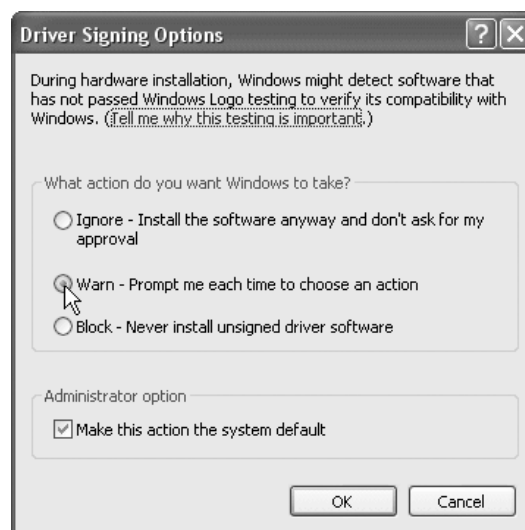 Driver Signing Options
During hardware installation, Windows might detect software that
has not passed Windows Logo testing to verify its compatibility with
Windows. (Tell me why this testing is important.)
What action do you want Windows to take?
Ignore - Install the software anyway and don't ask for my
approval
Warn - Prompt me each time to choose an action
Block - Never install unsigned driver software
Administrator option
Make this action the system default
OK Cancel